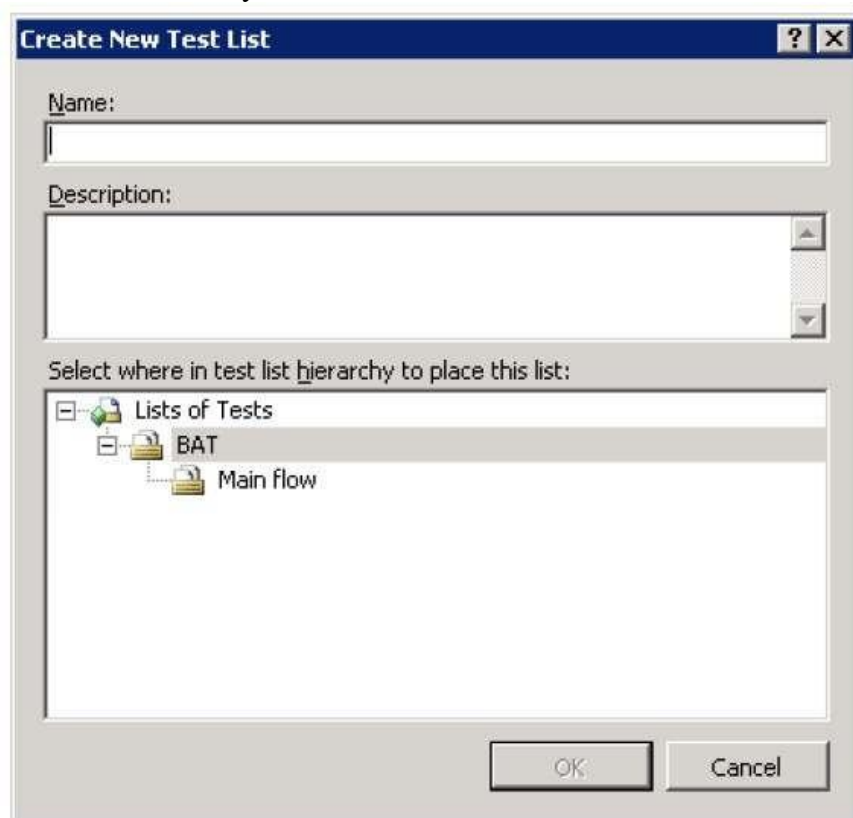 Create New Test List
Name:
Description:
Select where in test list hierarchy to place this list:
Lists of Tests
BAT
Main flow
OK
Cancel